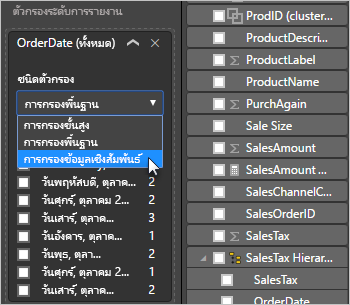 ตัวกรองระดับการรายงาน
OrderDate (ทั้งหมด)
ชนิดตัวกรอง
การกรองพื้นฐาน
การกรองขั้นสูง
การกรองพื้นฐาน
การกรองข้อมูลเชิงสัมพันธ์
วันพฤหัสบดี, ตุลาค... 2
วันศุกร์, ตุลาคม 2... 2
วันเสาร์, ตุลาค... 3
วันอังคาร, ตุลาค... 1
วันพุธ, ตุลา... 2
วันศุกร์, ตุลาคม 2... 1
วันเสาร์, ตุลาค... 2
ProdID (cluster...
ProductDescri...
ProductLabel
ProductName
PurchAgain
Sale Size
SalesAmount
SalesAmount ...
SalesChannelC...
SalesOrderID
SalesTax
SalesTax Hierar...
SalesTax
OrderDate